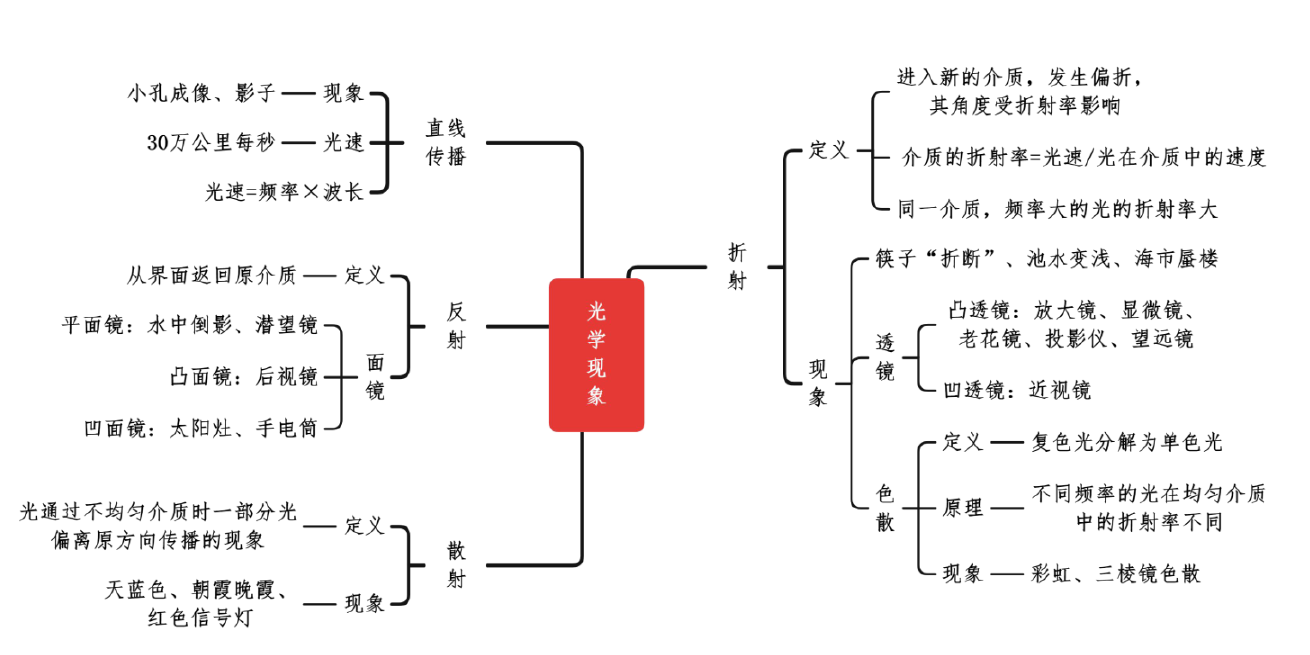 光学现象
直线
传播
现象
小孔成像、影子
光速
30万公里每秒
光速=频率×波长
反射
定义
从界面返回原介质
面镜
平面镜：水中倒影、潜望镜
凸面镜：后视镜
凹面镜：太阳灶、手电筒
散射
定义
光通过不均匀介质时一部分光
偏离原方向传播的现象
现象
天蓝色、朝霞晚霞、
红色信号灯
折射
定义
进入新的介质，发生偏折，
其角度受折射率影响
介质的折射率=光速/光在介质中的速度
同一介质，频率大的光的折射率大
现象
筷子“折断”、池水变浅、海市蜃楼
透镜
凸透镜：放大镜、显微镜、
老花镜、投影仪、望远镜
凹透镜：近视镜
色散
定义
复色光分解为单色光
原理
不同频率的光在均匀介质
中的折射率不同
现象
彩虹、三棱镜色散